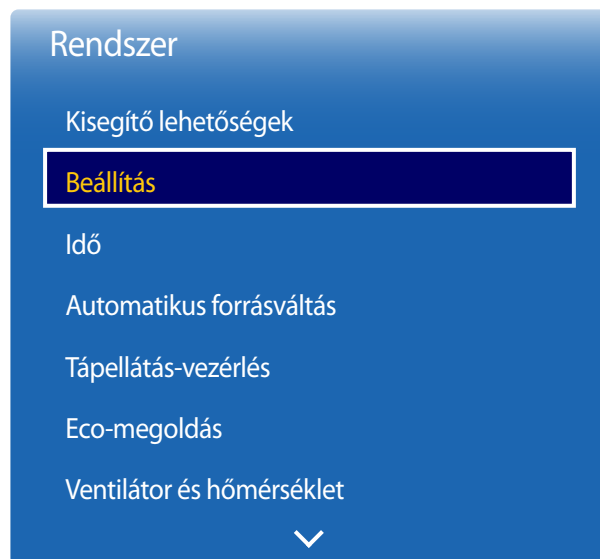 Rendszer
Kisegítő lehetőségek
Beállítás
Idő
Automatikus forrásváltás
Tápellátás-vezérlés
Eco-megoldás
Ventilátor és hőmérséklet